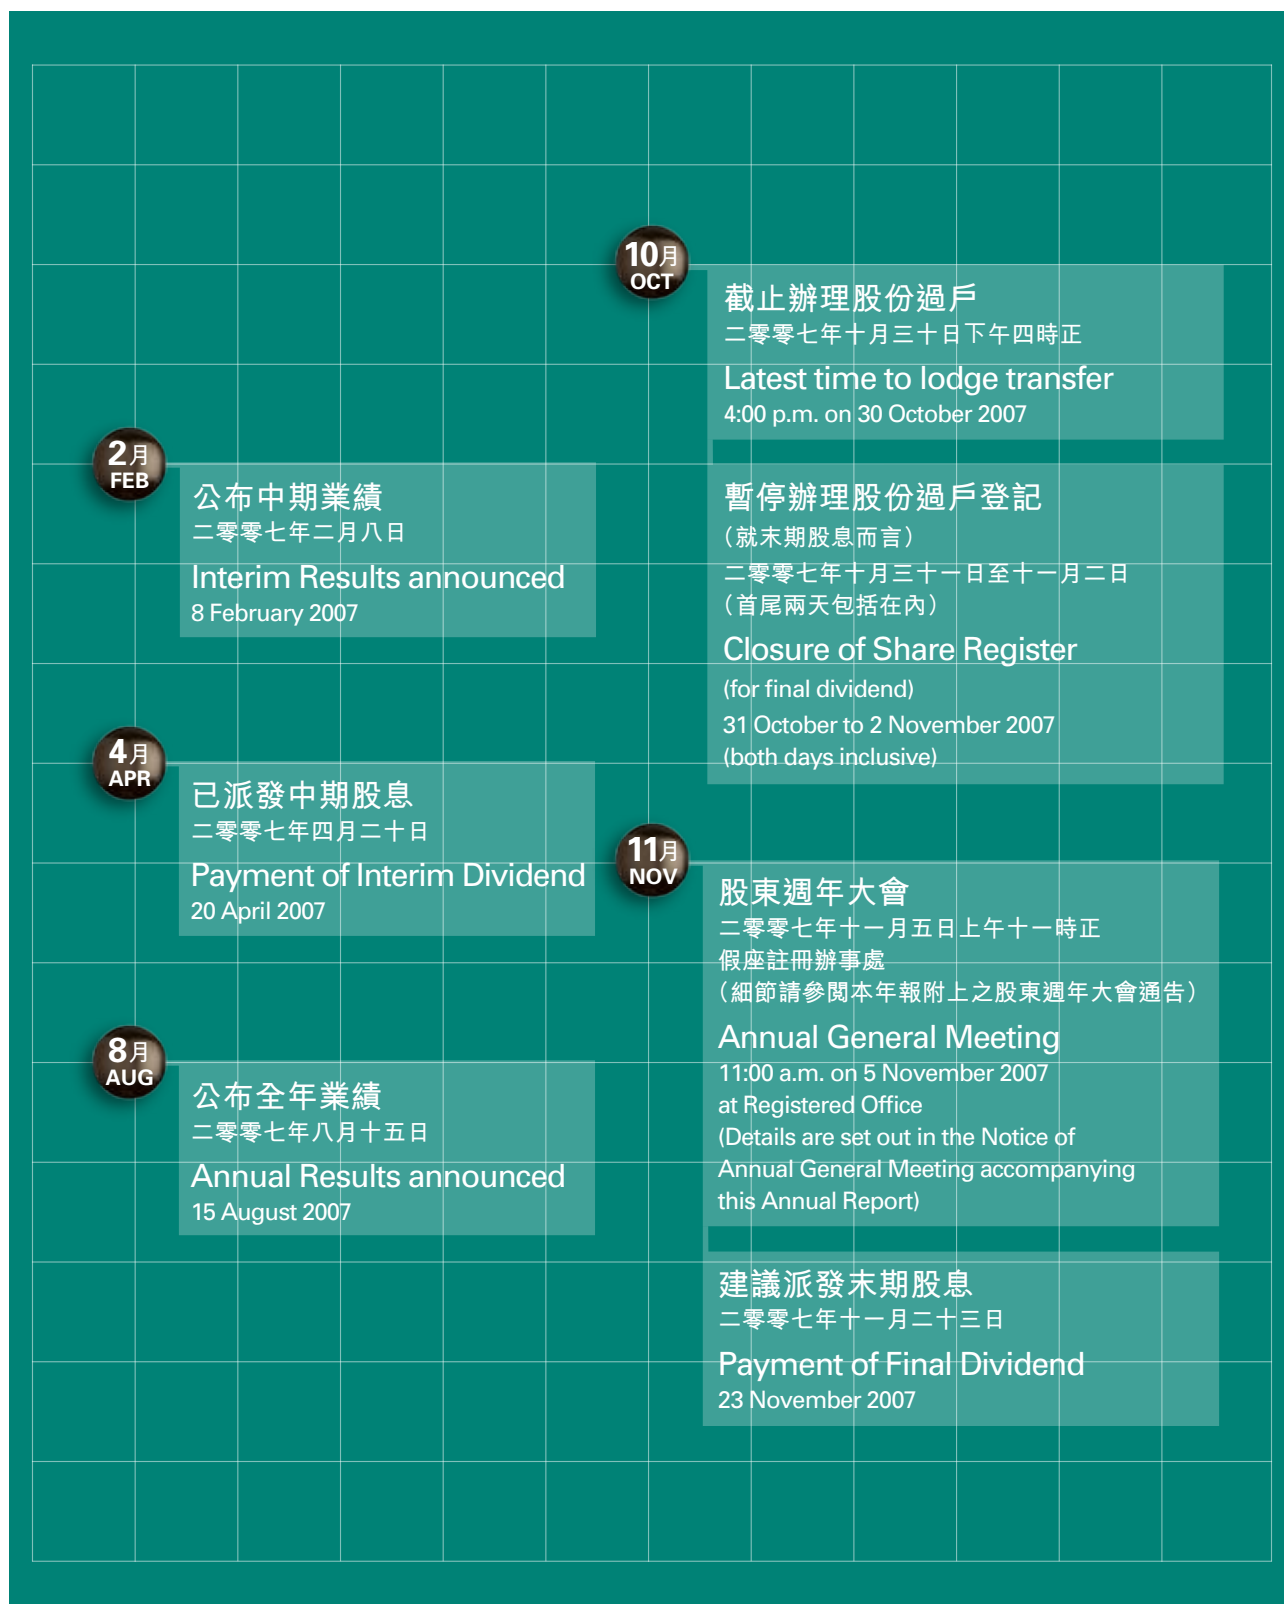 2月
FEB
公布中期業績
二零零七年二月八日
Interim Results announced
8 February 2007
4月
APR
已派發中期股息
二零零七年四月二十日
Payment of Interim Dividend
20 April 2007
8月
AUG
公布全年業績
二零零七年八月十五日
Annual Results announced
15 August 2007
10月
OCT
截止辦理股份過戶
二零零七年十月三十日下午四時正
Latest time to lodge transfer
4:00 p.m. on 30 October 2007
暫停辦理股份過戶登記
（就末期股息而言）
二零零七年十月三十一日至十一月二日
（首尾兩天包括在內）
Closure of Share Register
(for final dividend)
31 October to 2 November 2007
(both days inclusive)
11月
NOV
股東週年大會
二零零七年十一月五日上午十一時正
假座註冊辦事處
（細節請參閱本年報附上之股東週年大會通告）
Annual General Meeting
11:00 a.m. on 5 November 2007
at Registered Office
(Details are set out in the Notice of
Annual General Meeting accompanying
this Annual Report)
建議派發末期股息
二零零七年十一月二十三日
Payment of Final Dividend
23 November 2007